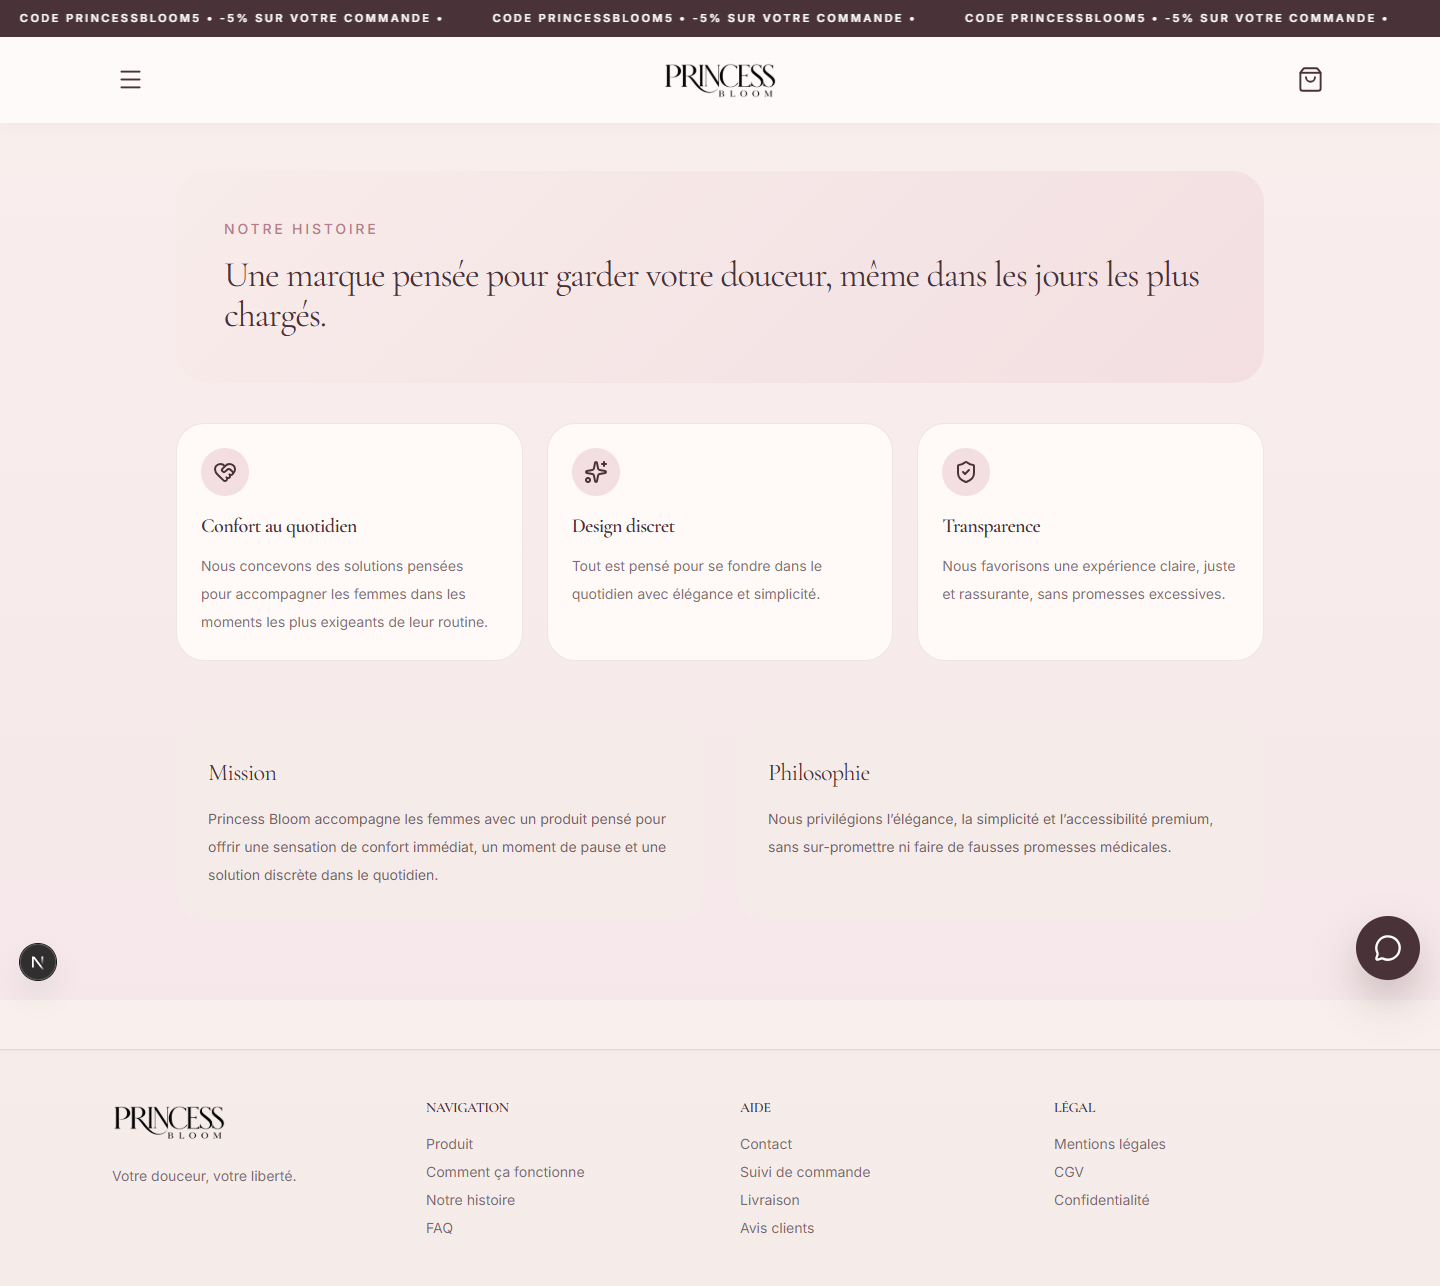 CODE PRINCESSBLOOM5 • -5% SUR VOTRE COMMANDE • CODE PRINCESSBLOOM5 • -5% SUR VOTRE COMMANDE • CODE PRINCESSBLOOM5 • -5% SUR VOTRE COMMANDE •
PRINCESS
BLOOM
NOTRE HISTOIRE
Une marque pensée pour garder votre douceur, même dans les jours les plus
chargés.
Confort au quotidien
Nous concevons des solutions pensées
pour accompagner les femmes dans les
moments les plus exigeants de leur routine.
Design discret
Tout est pensé pour se fondre dans le
quotidien avec élégance et simplicité.
Transparence
Nous favorisons une expérience claire, juste
et rassurante, sans promesses excessives.
Mission
Princess Bloom accompagne les femmes avec un produit pensé pour
offrir une sensation de confort immédiat, un moment de pause et une
solution discrète dans le quotidien.
Philosophie
Nous privilégions l’élégance, la simplicité et l’accessibilité premium,
sans sur-promettre ni faire de fausses promesses médicales.
N
PRINCESS
BLOOM
Votre douceur, votre liberté.
NAVIGATION
Produit
Comment ça fonctionne
Notre histoire
FAQ
AIDE
Contact
Suivi de commande
Livraison
Avis clients
LÉGAL
Mentions légales
CGV
Confidentialité